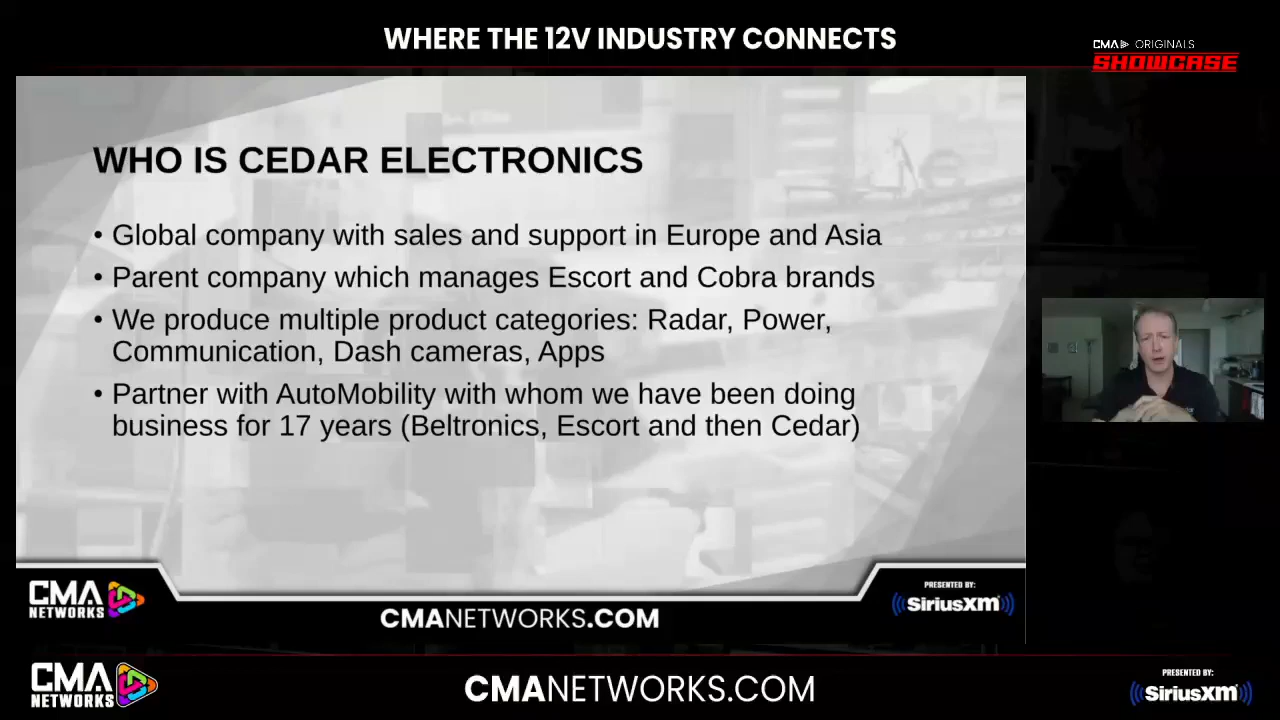 WHERE THE 12V INDUSTRY CONNECTS
CMA ORIGINALS
SHOWCASE
WHO IS CEDAR ELECTRONICS
• Global company with sales and support in Europe and Asia
• Parent company which manages Escort and Cobra brands
• We produce multiple product categories: Radar, Power,
Communication, Dash cameras, Apps
• Partner with AutoMobility with whom we have been doing
business for 17 years (Beltronics, Escort and then Cedar)
CMA
NETWORKS
CMANETWORKS.COM
PRESENTED BY:
SiriusXM
CMA
NETWORKS
CMANETWORKS.COM
PRESENTED BY:
SiriusXM